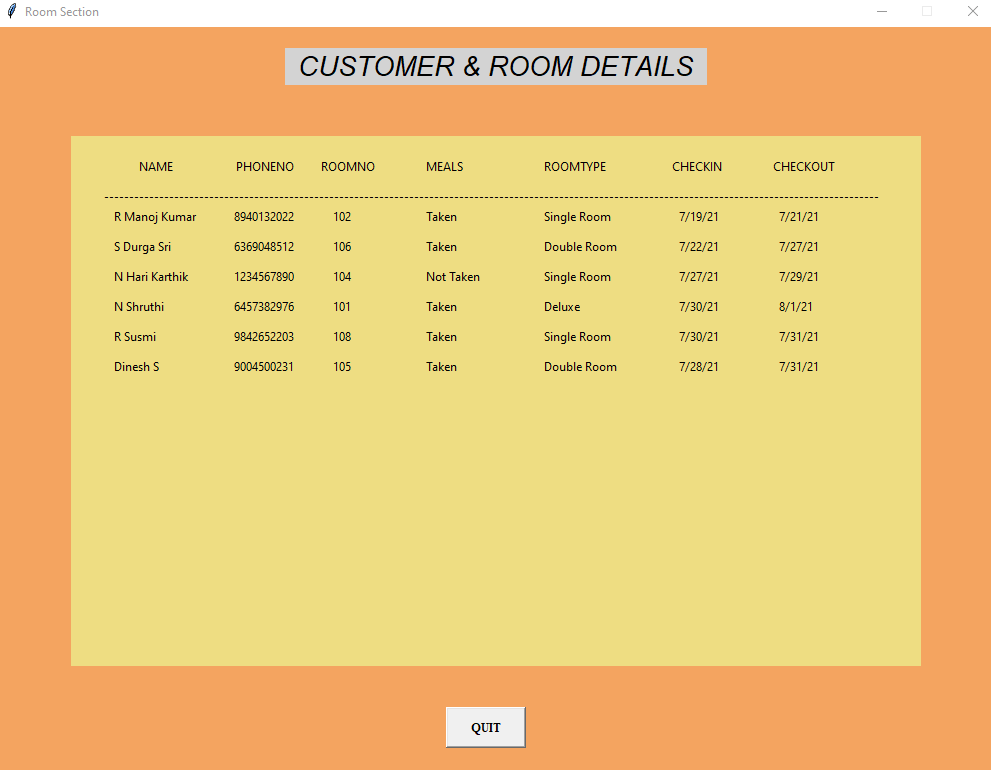 Room Section
CUSTOMER & ROOM DETAILS
NAME PHONENO ROOMNO MEALS ROOMTYPE CHECKIN CHECKOUT
--------------------------------------------------------------------------------
R Manoj Kumar 8940132022 102 Taken Single Room 7/19/21 7/21/21
S Durga Sri 6369048512 106 Taken Double Room 7/22/21 7/27/21
N Hari Karthik 1234567890 104 Not Taken Single Room 7/27/21 7/29/21
N Shruthi 6457382976 101 Taken Deluxe 7/30/21 8/1/21
R Susmi 9842652203 108 Taken Single Room 7/30/21 7/31/21
Dinesh S 9004500231 105 Taken Double Room 7/28/21 7/31/21
QUIT